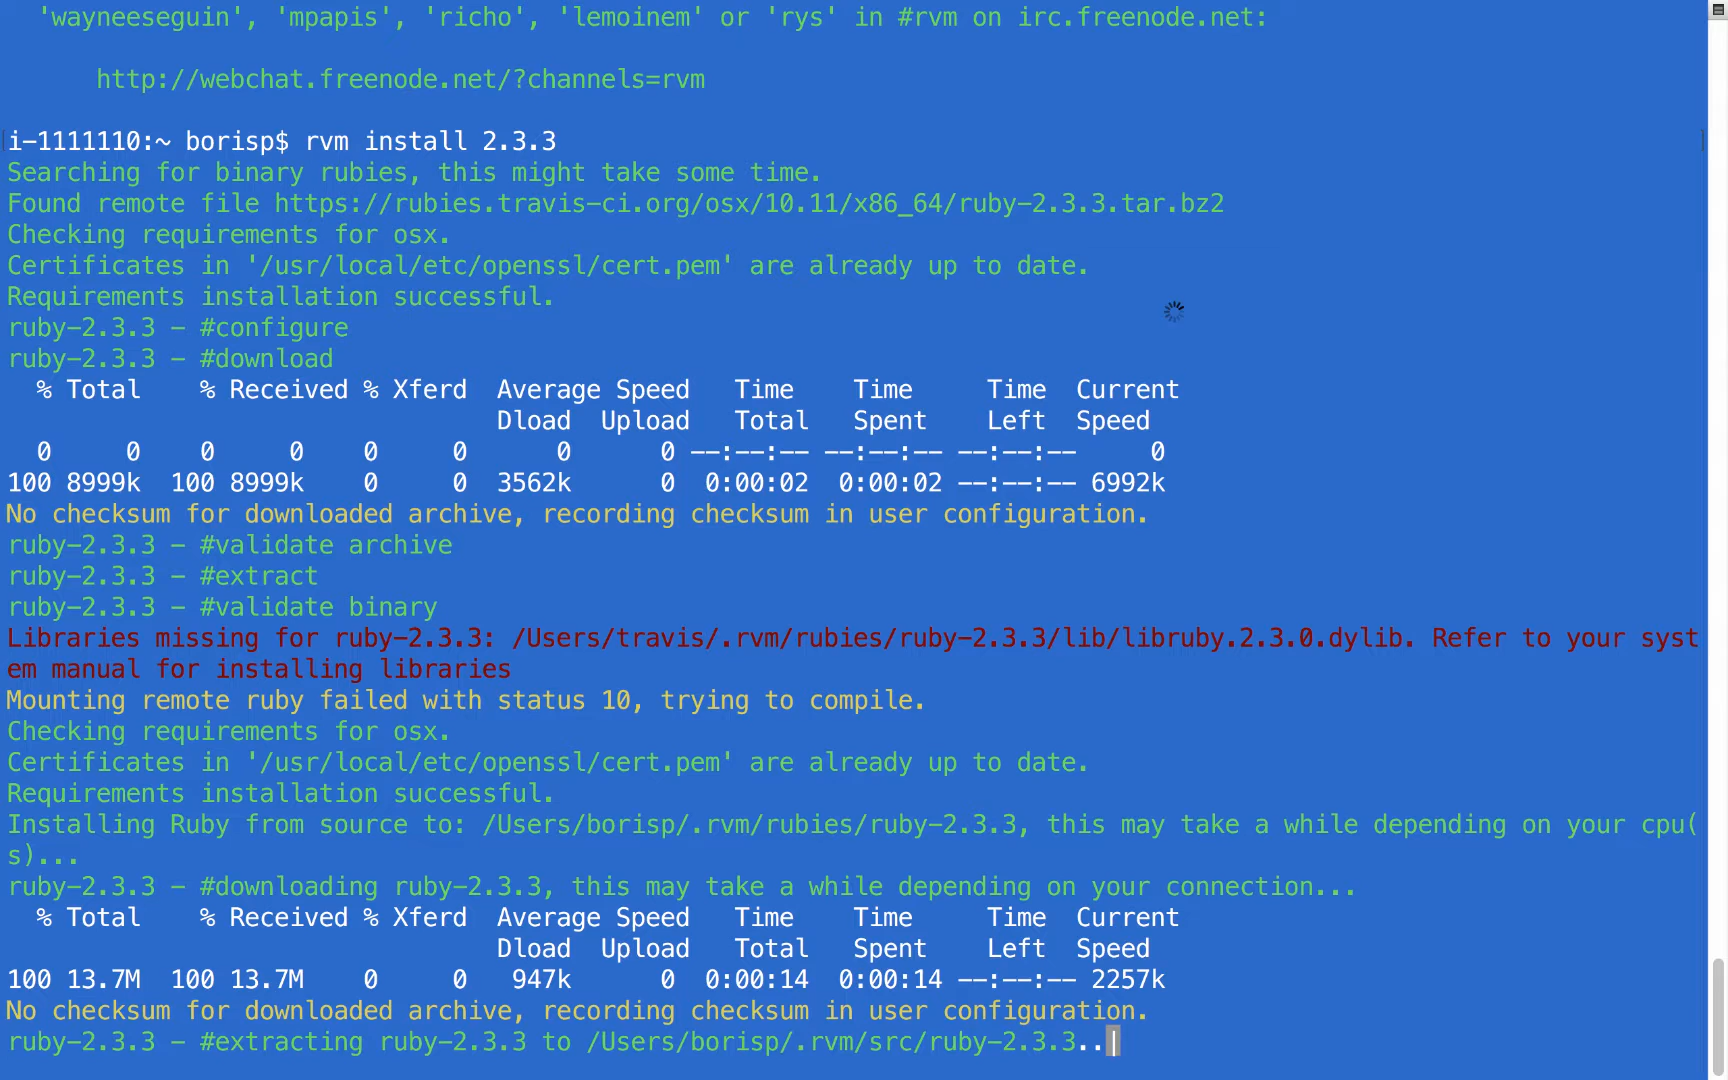 'wayneeseguin', 'mpapis', 'richo', 'lemoinem' or 'rys' in #rvm on irc.freenode.net:
http://webchat.freenode.net/?channels=rvm
i-1111110:~ borisp$ rvm install 2.3.3
Searching for binary rubies, this might take some time.
Found remote file https://rubies.travis-ci.org/osx/10.11/x86_64/ruby-2.3.3.tar.bz2
Checking requirements for osx.
Certificates in '/usr/local/etc/openssl/cert.pem' are already up to date.
Requirements installation successful.
ruby-2.3.3 - #configure
ruby-2.3.3 - #download
  % Total    % Received % Xferd  Average Speed   Time    Time     Time  Current
                                 Dload  Upload   Total   Spent    Left  Speed
  0     0    0     0    0     0      0      0 --:--:-- --:--:-- --:--:--     0
100 8999k  100 8999k    0     0  3562k      0  0:00:02  0:00:02 --:--:-- 6992k
No checksum for downloaded archive, recording checksum in user configuration.
ruby-2.3.3 - #validate archive
ruby-2.3.3 - #extract
ruby-2.3.3 - #validate binary
Libraries missing for ruby-2.3.3: /Users/travis/.rvm/rubies/ruby-2.3.3/lib/libruby.2.3.0.dylib. Refer to your syst
em manual for installing libraries
Mounting remote ruby failed with status 10, trying to compile.
Checking requirements for osx.
Certificates in '/usr/local/etc/openssl/cert.pem' are already up to date.
Requirements installation successful.
Installing Ruby from source to: /Users/borisp/.rvm/rubies/ruby-2.3.3, this may take a while depending on your cpu(
s)...
ruby-2.3.3 - #downloading ruby-2.3.3, this may take a while depending on your connection...
  % Total    % Received % Xferd  Average Speed   Time    Time     Time  Current
                                 Dload  Upload   Total   Spent    Left  Speed
100 13.7M  100 13.7M    0     0   947k      0  0:00:14  0:00:14 --:--:-- 2257k
No checksum for downloaded archive, recording checksum in user configuration.
ruby-2.3.3 - #extracting ruby-2.3.3 to /Users/borisp/.rvm/src/ruby-2.3.3..|